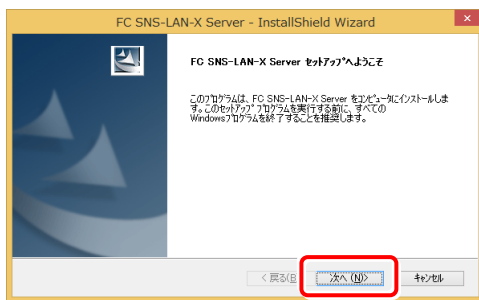 FC SNS-LAN-X Server - InstallShield Wizard
FC SNS-LAN-X Server ｾｯﾄｱｯﾌﾟへようこそ
このﾌﾟﾛｸﾞﾗﾑは、FC SNS-LAN-X Server をｺﾝﾋﾟｭｰﾀにｲﾝｽﾄｰﾙしま
す。このｾｯﾄｱｯﾌﾟ ﾌﾟﾛｸﾞﾗﾑを実行する前に、すべての
Windowsﾌﾟﾛｸﾞﾗﾑを終了することを推奨します。
< 戻る(B
次へ (N)>
ｷｬﾝｾﾙ